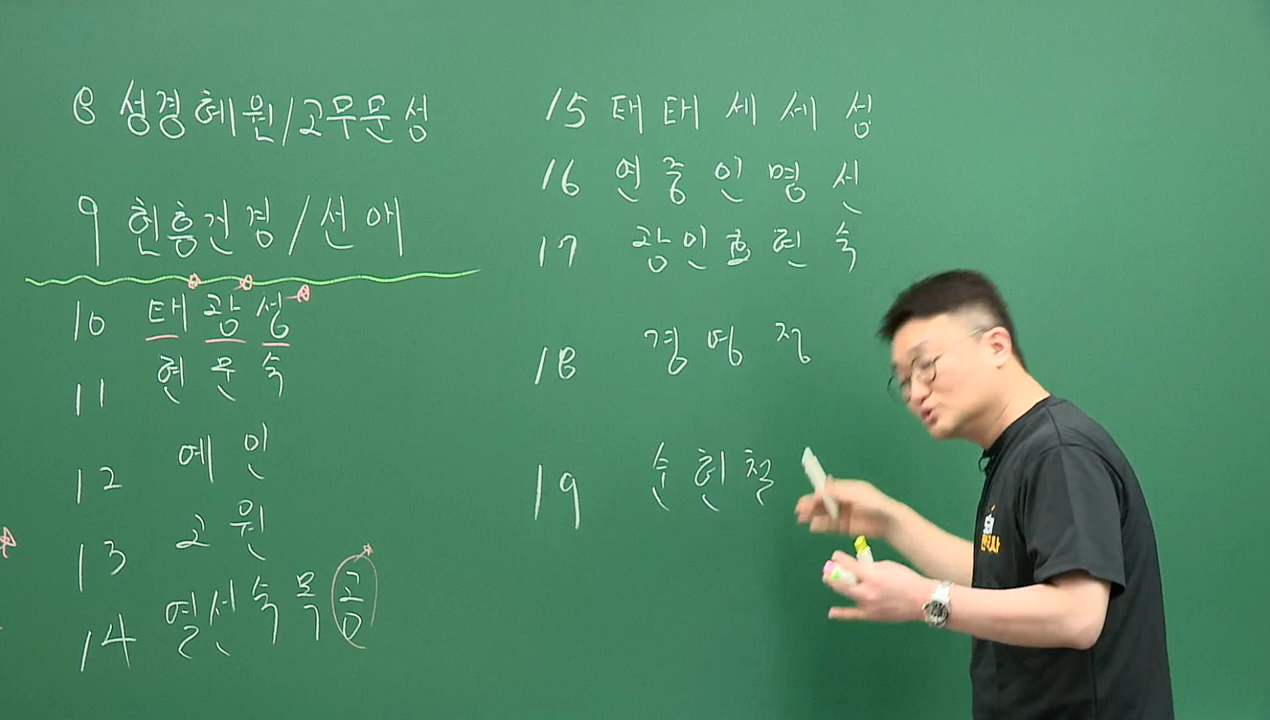 8 성경혜원/고무문성
9 헌흥건경/선애
10 태광성
11 현문숙
12 예인
13 고원
14 열선숙목공
15 태태세세성
16 연중인명선
17 광인효현숙
18 경영정
19 순헌철